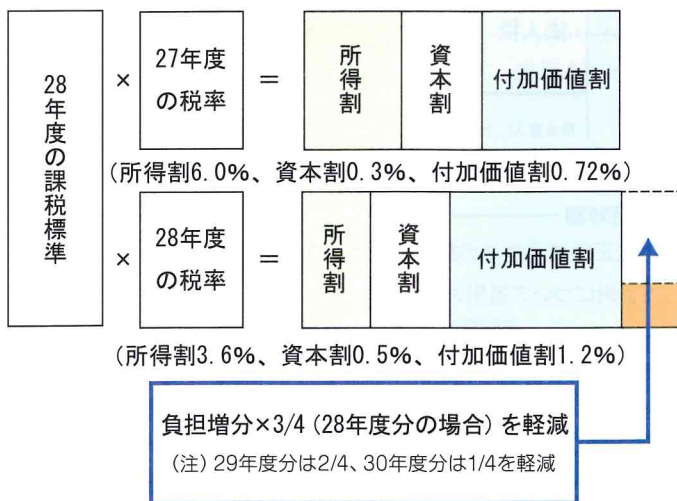 28年度の課税標準
×
27年度
の税率
=
所得割
資本割
付加価値割
(所得割6.0%、資本割0.3%、付加価値割0.72%)
×
28年度
の税率
=
所得割
資本割
付加価値割
(所得割3.6%、資本割0.5%、付加価値割1.2%)
負担増分×3/4(28年度分の場合)を軽減
(注)29年度分は2/4、30年度分は1/4を軽減